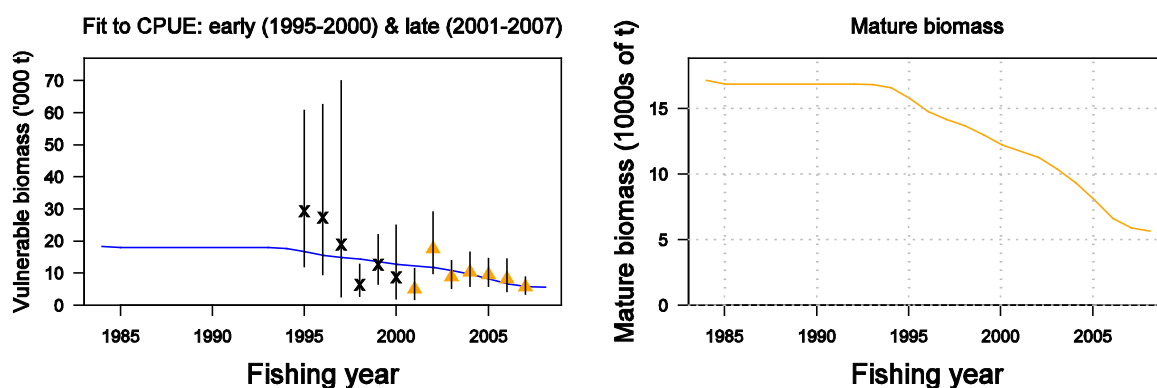 Fit to CPUE: early (1995-2000) & late (2001-2007)
Vulnerable biomass ('000 t)
70
60
50
40
30
20
10
0
1985 1990 1995 2000 2005
Fishing year
Mature biomass
Mature biomass (1000s of t)
15
10
5
0
1985 1990 1995 2000 2005
Fishing year